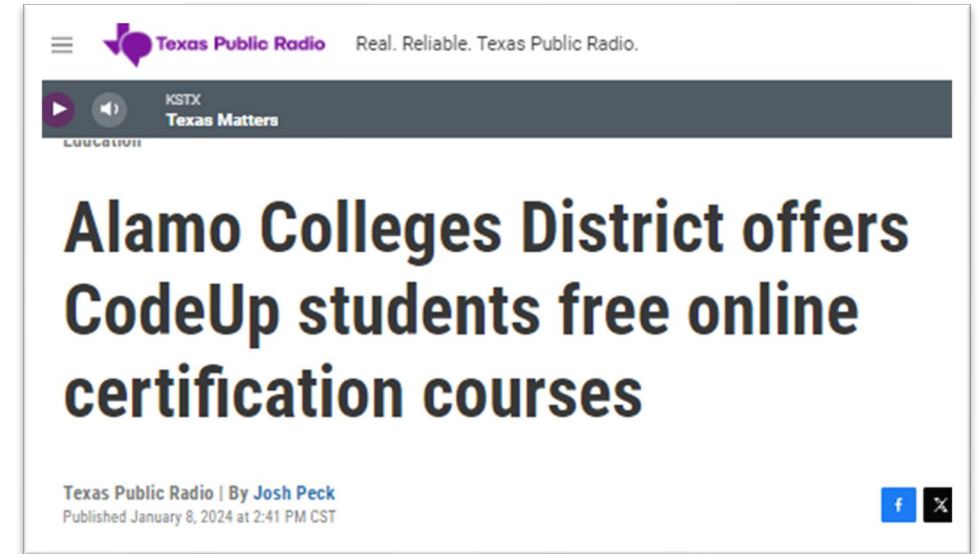 Texas Public Radio Real. Reliable. Texas Public Radio.
KSTX
Texas Matters
Education
Alamo Colleges District offers
CodeUp students free online
certification courses
Texas Public Radio | By Josh Peck
Published January 8, 2024 at 2:41 PM CST